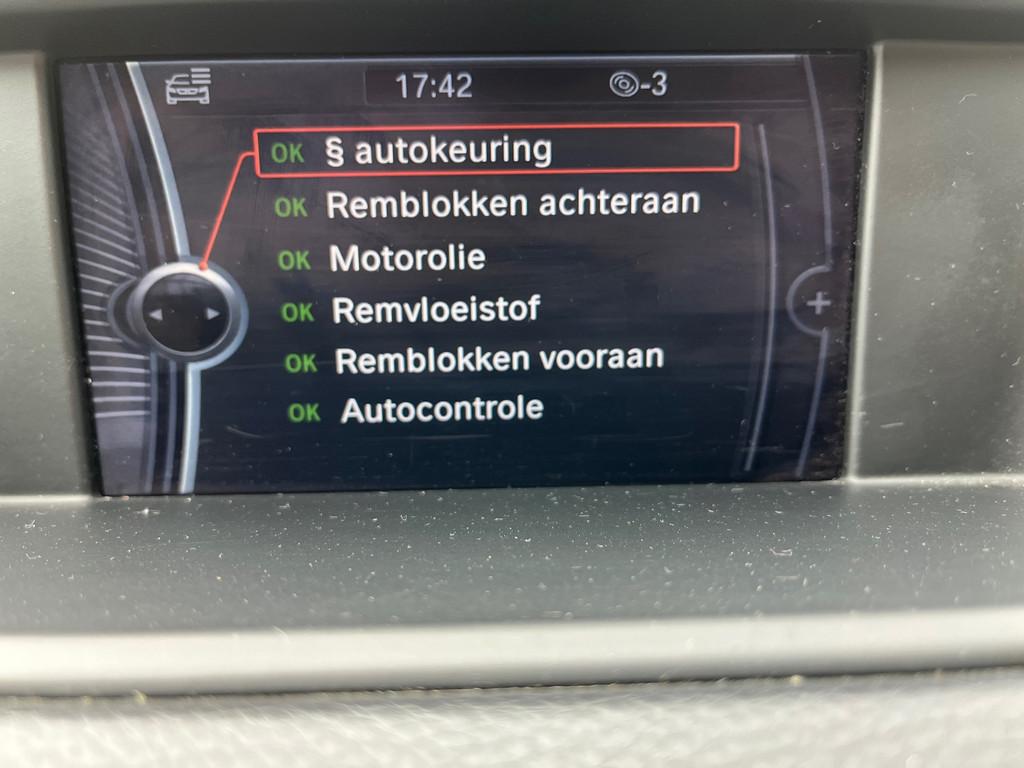 17:42 -3
OK § autokeuring
OK Remblokken achteraan
OK Motorolie
OK Remvloeistof
OK Remblokken vooraan
OK Autocontrole